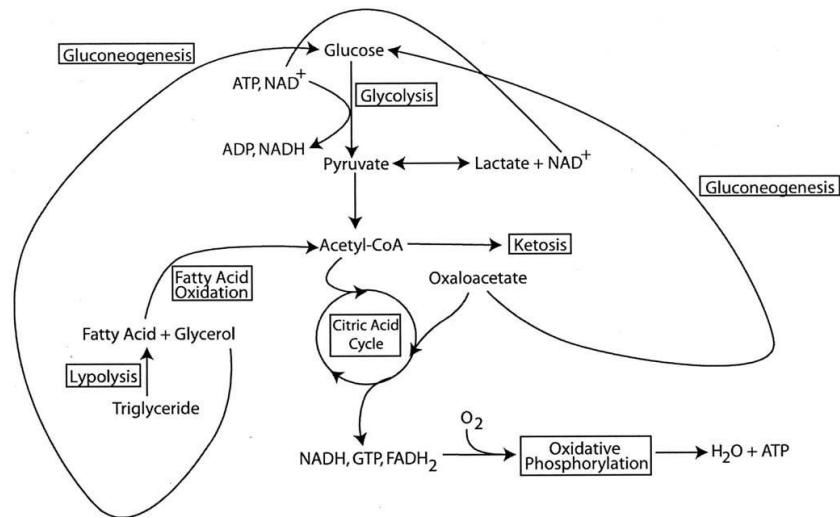 Gluconeogenesis
Glucose
ATP, NAD+
Glycolysis
ADP, NADH
Pyruvate
Lactate + NAD+
Gluconeogenesis
Acetyl-CoA
Ketosis
Fatty Acid
Oxidation
Oxaloacetate
Citric Acid
Cycle
Fatty Acid + Glycerol
Lypolysis
Triglyceride
O2
NADH, GTP, FADH2
Oxidative
Phosphorylation
H2O + ATP